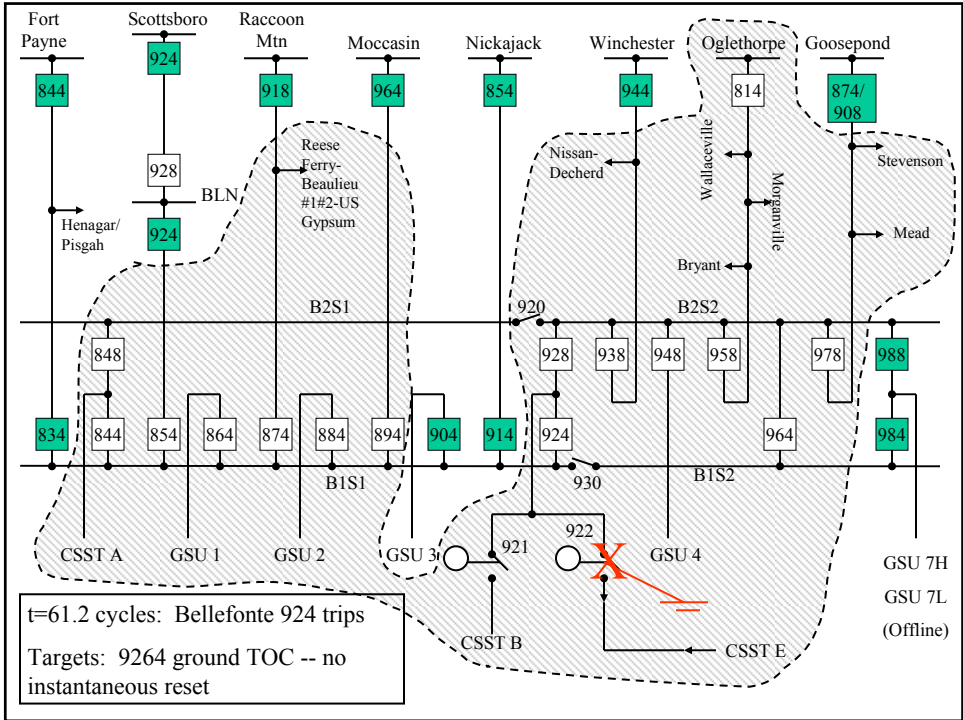 Fort
Payne
Scottsboro
Raccoon
Mtn
Moccasin
Nickajack
Winchester
Oglethorpe
Goosepond
844
924
918
964
854
944
814
874/
908
928
BLN
924
Henagar/
Pisgah
Reese
Ferry-
Beaulieu
#1#2-US
Gypsum
Nissan-
Decherd
Wallaceville
Morganville
Bryant
Stevenson
Mead
B2S1
920
B2S2
848
928
938
948
958
978
988
834
844
854
864
874
884
894
904
914
924
964
984
B1S1
930
B1S2
CSST A
GSU 1
GSU 2
GSU 3
921
922
GSU 4
X
GSU 7H
GSU 7L
(Offline)
CSST B
CSST E
t=61.2 cycles: Bellefonte 924 trips
Targets: 9264 ground TOC -- no
instantaneous reset